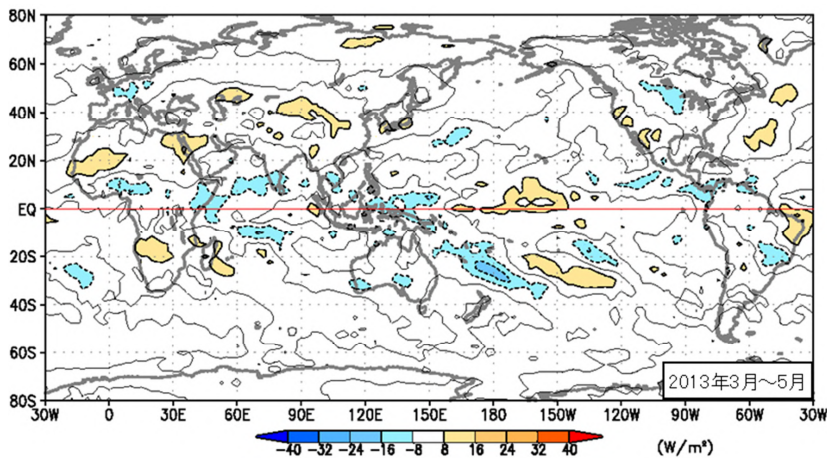 80N
60N
40N
20N
EQ
20S
40S
60S
80S
2013年3月～5月
30W 0 30E 60E 90E 120E 150E 180 150W 120W 90W 60W 30W
-40 -32 -24 -16 -8 8 16 24 32 40
(W/m²)